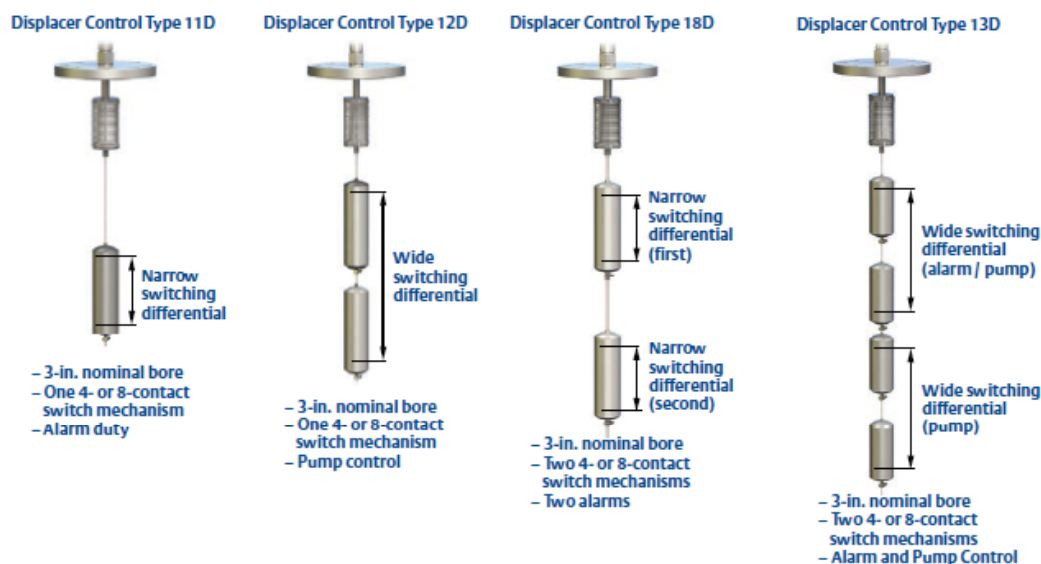 Displacer Control Type 11D
Narrow
switching
differential
– 3-in. nominal bore
– One 4- or 8-contact
switch mechanism
– Alarm duty
Displacer Control Type 12D
Wide
switching
differential
– 3-in. nominal bore
– One 4- or 8-contact
switch mechanism
– Pump control
Displacer Control Type 18D
Narrow
switching
differential
(first)
Narrow
switching
differential
(second)
– 3-in. nominal bore
– Two 4- or 8-contact
switch mechanisms
– Two alarms
Displacer Control Type 13D
Wide switching
differential
(alarm / pump)
Wide switching
differential
(pump)
– 3-in. nominal bore
– Two 4- or 8-contact
switch mechanisms
– Alarm and Pump Control